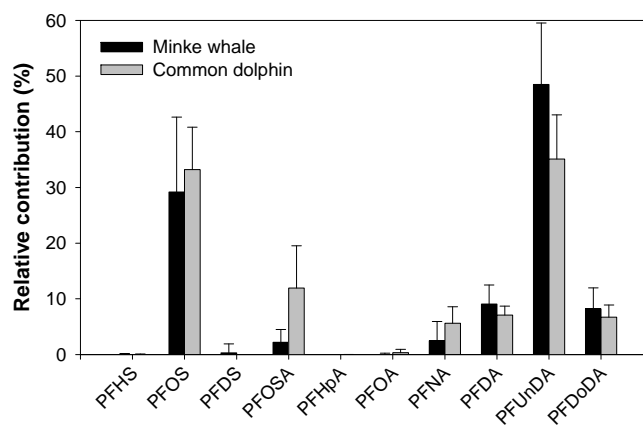 60
50
40
30
20
10
0
Relative contribution (%)
Minke whale
Common dolphin
PFHS
PFOS
PFDS
PFOSA
PFHpA
PFOA
PFNA
PFDA
PFUnDA
PFDoDA